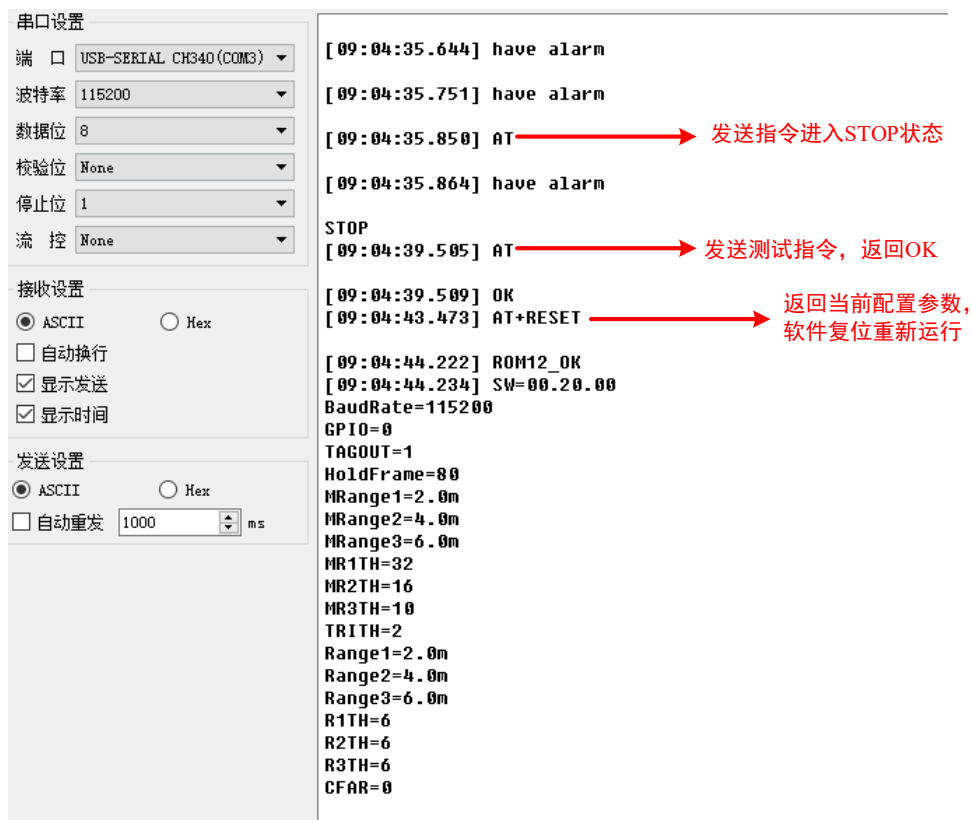 串口设置
端 口 USB-SERIAL CH340(COM3)
波特率 115200
数据位 8
校验位 None
停止位 1
流 控 None
接收设置
ASCII Hex
自动换行
显示发送
显示时间
发送设置
ASCII Hex
自动重发 1000 ms
[09:04:35.644] have alarm
[09:04:35.751] have alarm
[09:04:35.850] AT 发送指令进入STOP状态
[09:04:35.864] have alarm
STOP
[09:04:39.505] AT 发送测试指令，返回OK
[09:04:39.509] OK
[09:04:43.473] AT+RESET 返回当前配置参数，
软件复位重新运行
[09:04:44.222] ROM12_OK
[09:04:44.234] SW=00.20.00
BaudRate=115200
GPIO=0
TAGOUT=1
HoldFrame=80
MRange1=2.0m
MRange2=4.0m
MRange3=6.0m
MR1TH=32
MR2TH=16
MR3TH=10
TRITH=2
Range1=2.0m
Range2=4.0m
Range3=6.0m
R1TH=6
R2TH=6
R3TH=6
CFAR=0